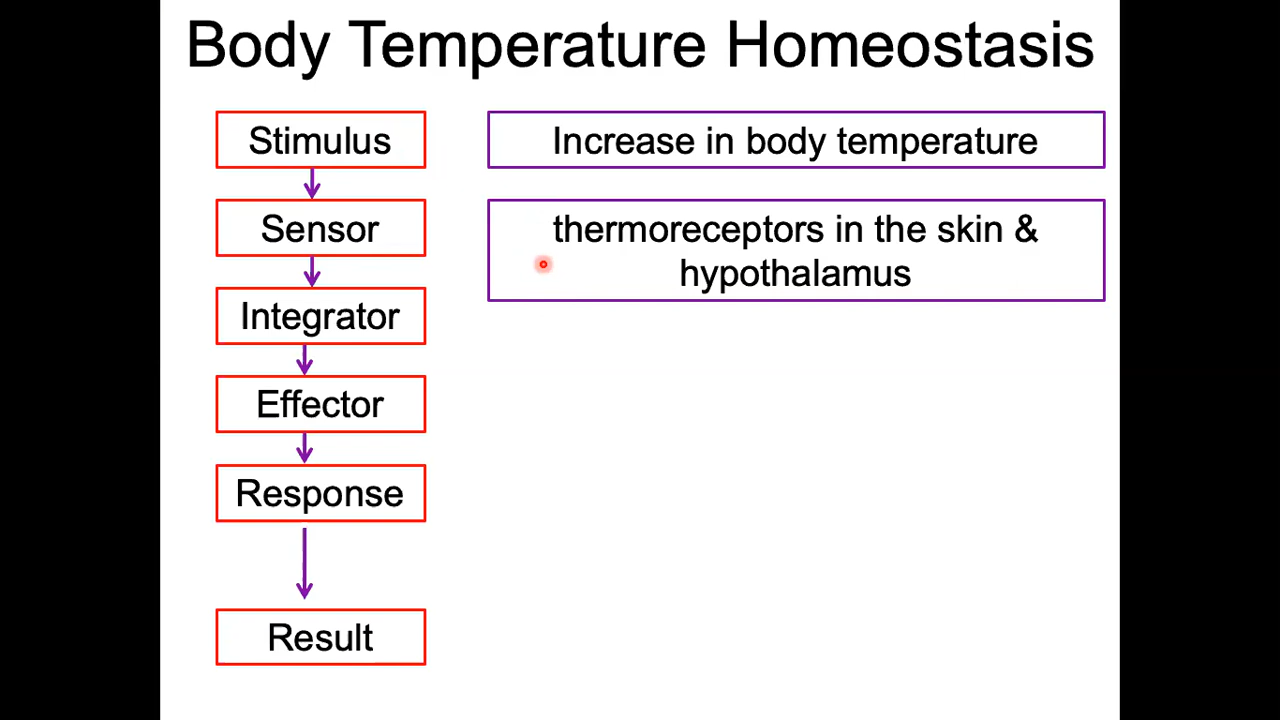 Body Temperature Homeostasis
Stimulus
Increase in body temperature
Sensor
thermoreceptors in the skin &
hypothalamus
Integrator
Effector
Response
Result